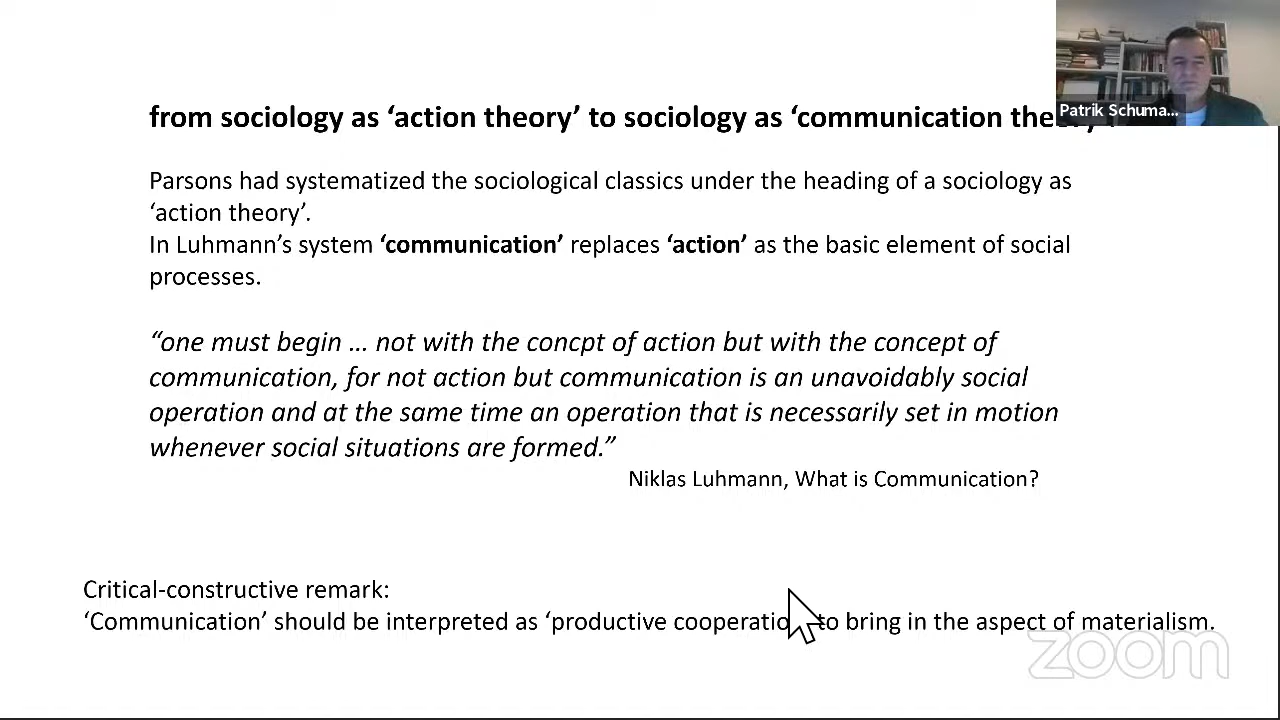 from sociology as ‘action theory’ to sociology as ‘communication
Patrik Schuma...
Parsons had systematized the sociological classics under the heading of a sociology as
‘action theory’.
In Luhmann’s system ‘communication’ replaces ‘action’ as the basic element of social
processes.
“one must begin ... not with the concpt of action but with the concept of
communication, for not action but communication is an unavoidably social
operation and at the same time an operation that is necessarily set in motion
whenever social situations are formed.”
Niklas Luhmann, What is Communication?
Critical-constructive remark:
‘Communication’ should be interpreted as ‘productive cooperatio to bring in the aspect of materialism.
zoom